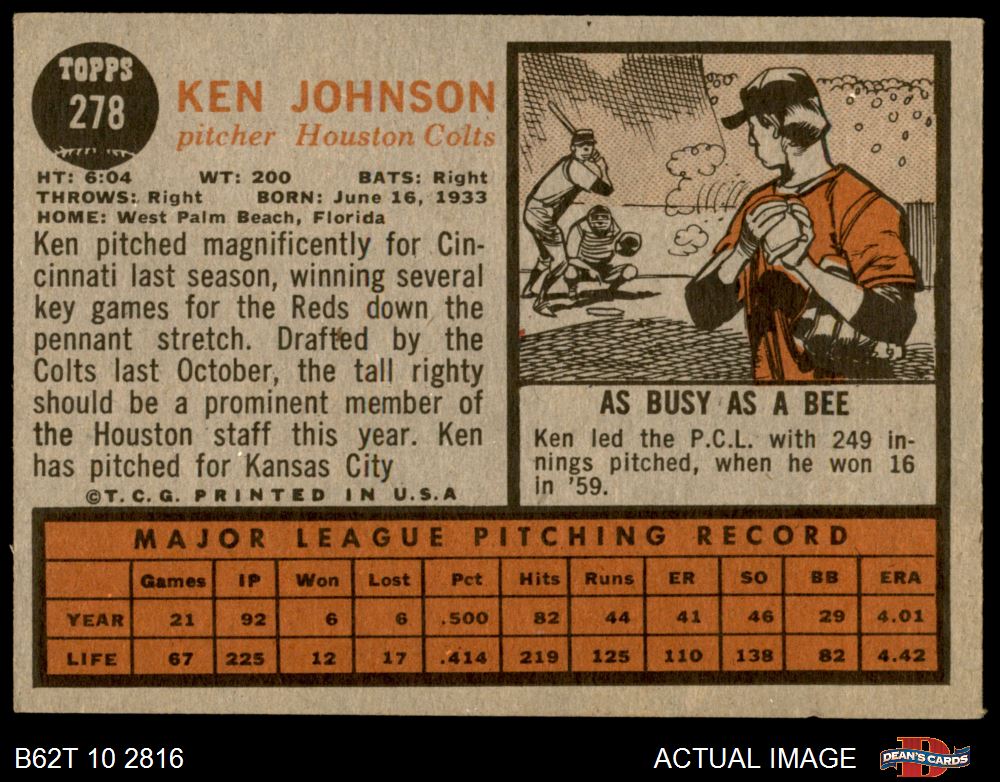 TOPPS
278
KEN JOHNSON
pitcher Houston Colts
HT: 6:04 WT: 200 BATS: Right
THROWS: Right BORN: June 16, 1933
HOME: West Palm Beach, Florida
Ken pitched magnificently for Cin-
cinnati last season, winning several
key games for the Reds down the
pennant stretch. Drafted by the
Colts last October, the tall righty
should be a prominent member of
the Houston staff this year. Ken
has pitched for Kansas City
©T.C.G. PRINTED IN U.S.A
AS BUSY AS A BEE
Ken led the P.C.L. with 249 in-
nings pitched, when he won 16
in '59.
MAJOR LEAGUE PITCHING RECORD
Games IP Won Lost Pct Hits Runs ER SO BB ERA
YEAR 21 92 6 6 .500 82 44 41 46 29 4.01
LIFE 67 225 12 17 .414 219 125 110 138 82 4.42
B62T 10 2816
ACTUAL IMAGE
DEAN'S CARDS